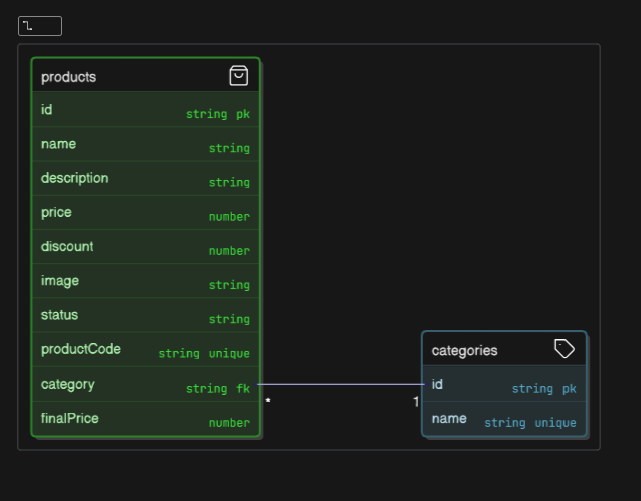 products
id string pk
name string
description string
price number
discount number
image string
status string
productCode string unique
category string fk
finalPrice number
* 1
categories
id string pk
name string unique